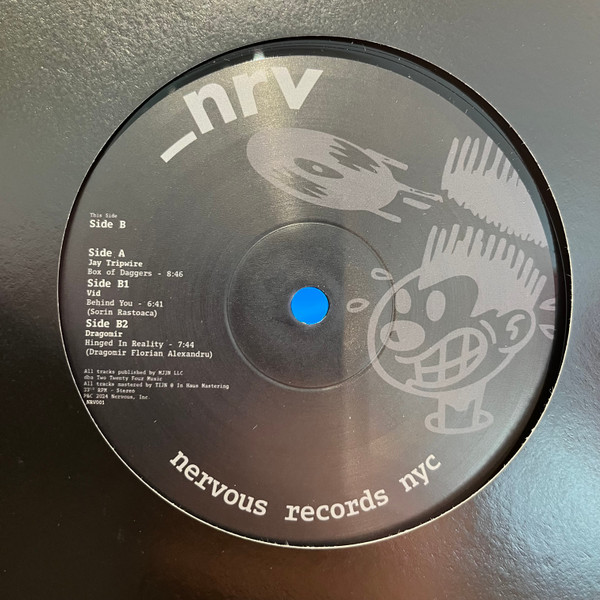 _nrv
This Side
Side B
Side A
Jay Tripwire
Box of Daggers - 8:46
Side B1
Vid
Behind You - 6:41
(Sorin Rastoaca)
Side B2
Dragomir
Hinged In Reality - 7:44
(Dragomir Florian Alexandru)
All tracks published by MJ2N LLC
dba Two Twenty Four Music
All tracks mastered by TIJN @ In Haus Mastering
33⅓ RPM - Stereo
P&C 2024 Nervous, Inc.
NRV001
nervous records nyc